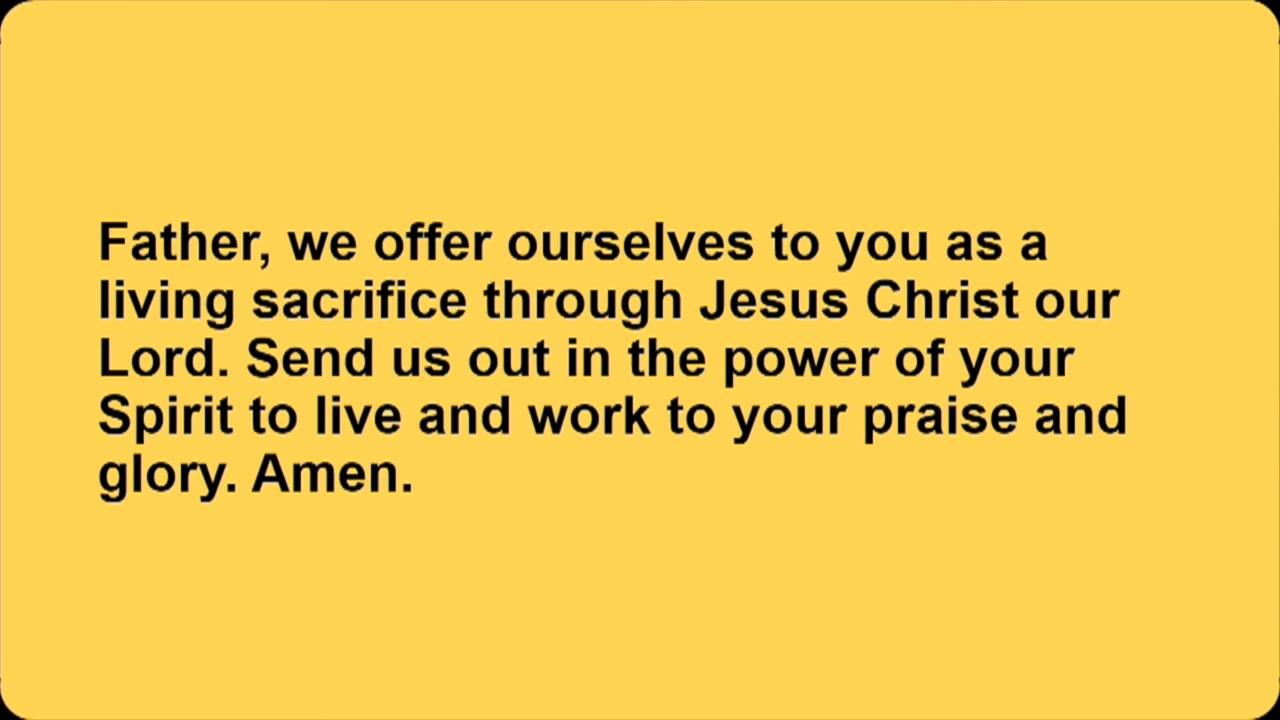 Father, we offer ourselves to you as a
living sacrifice through Jesus Christ our
Lord. Send us out in the power of your
Spirit to live and work to your praise and
glory. Amen.